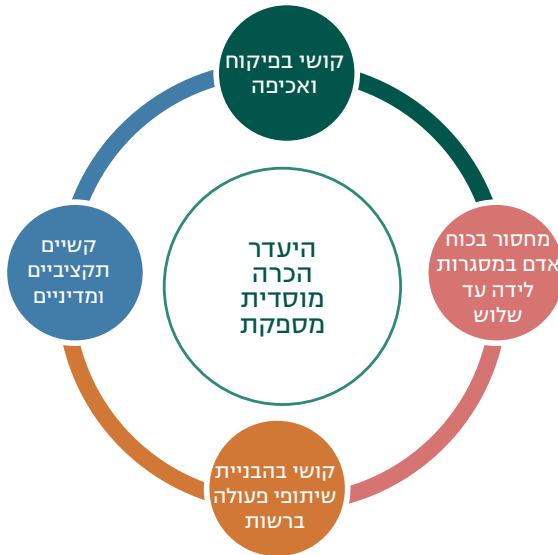 קושי בפיקוח
ואכיפה
מחסור בכוח
אדם במסגרות
לידה עד
שלוש
היעדר
הכרה
מוסדית
מספקת
קשיים
תקציביים
ומדיניים
קושי בהבניית
שיתופי פעולה
ברשות